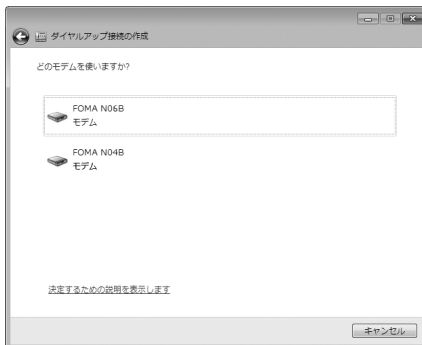 ダイヤルアップ接続の作成
どのモデムを使いますか?
FOMA N06B
モデム
FOMA N04B
モデム
決定するための説明を表示します
キャンセル